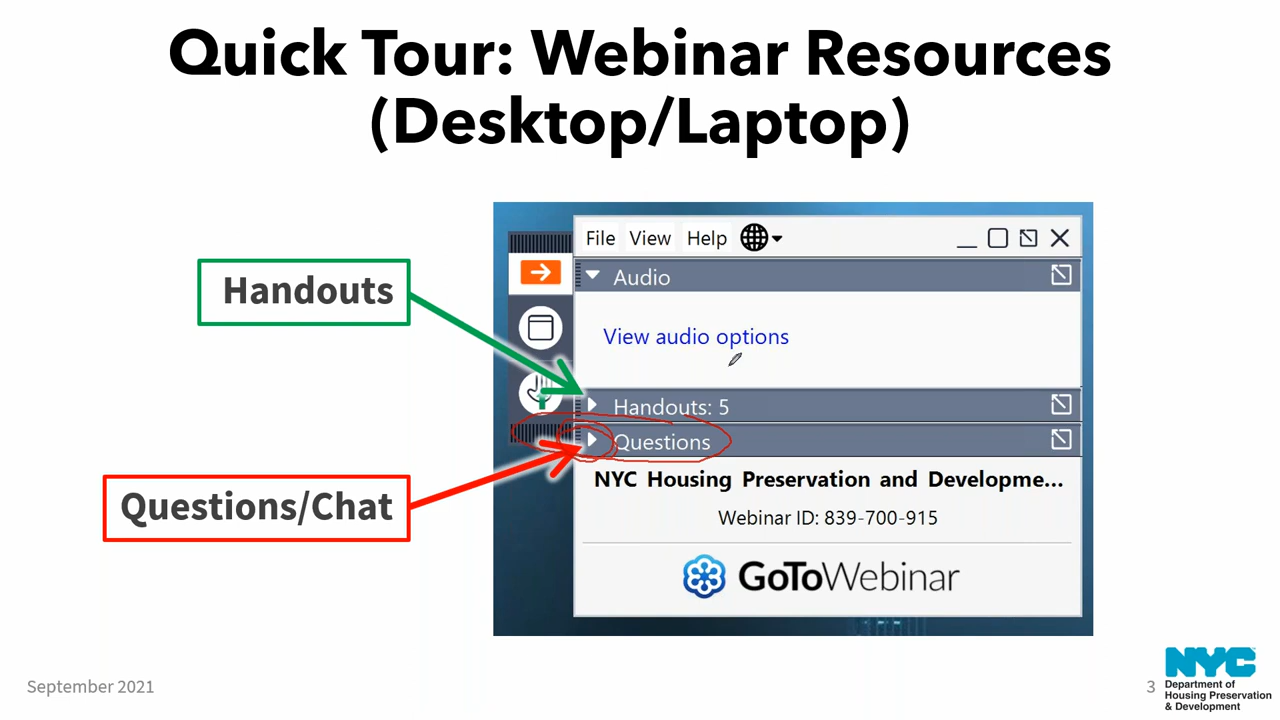 Quick Tour: Webinar Resources
(Desktop/Laptop)
File View Help
Audio
Handouts
View audio options
Handouts: 5
Questions
NYC Housing Preservation and Developme...
Questions/Chat
Webinar ID: 839-700-915
GoToWebinar
September 2021
3
NYC
Department of
Housing Preservation
& Development